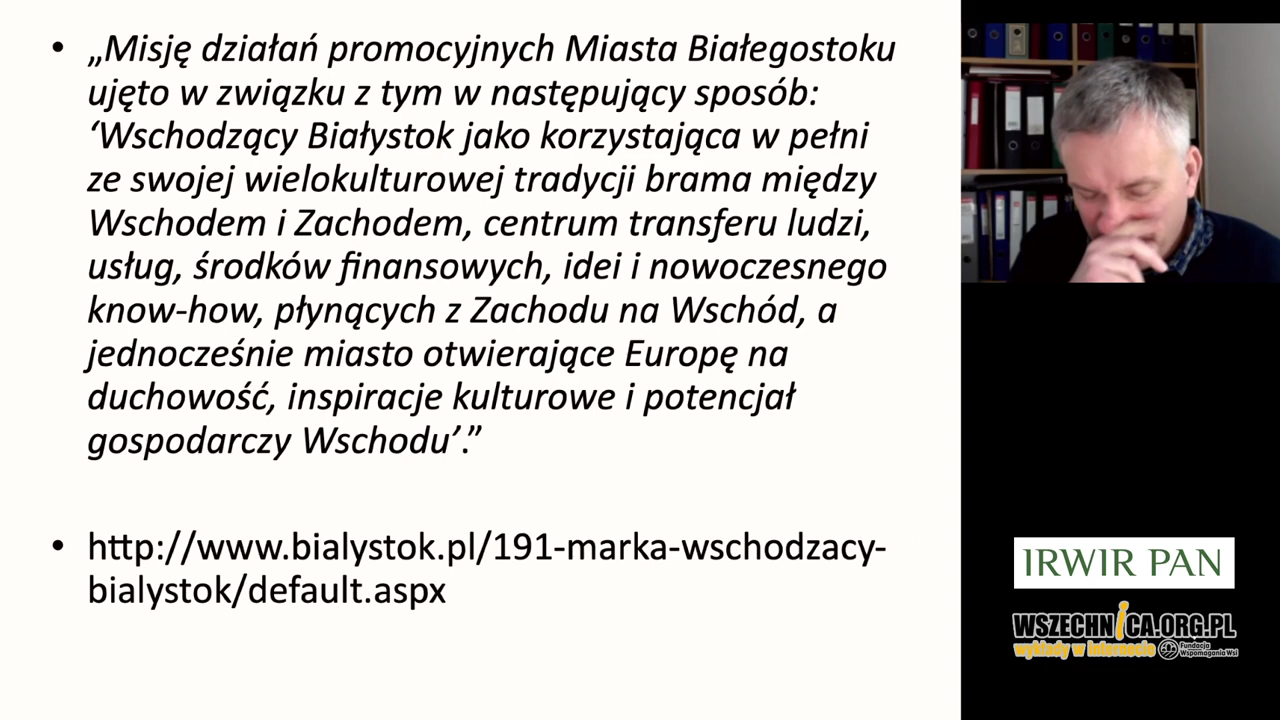 • „Misję działań promocyjnych Miasta Białegostoku
ujęto w związku z tym w następujący sposób:
‘Wschodzący Białystok jako korzystająca w pełni
ze swojej wielokulturowej tradycji brama między
Wschodem i Zachodem, centrum transferu ludzi,
usług, środków finansowych, idei i nowoczesnego
know-how, płynących z Zachodu na Wschód, a
jednocześnie miasto otwierające Europę na
duchowość, inspiracje kulturowe i potencjał
gospodarczy Wschodu’.”
• http://www.bialystok.pl/191-marka-wschodzacy-
bialystok/default.aspx
IRWIR PAN
WSZECHNICA.ORG.PL
wykłady w internecie
Fundacja
Wspomagania Wsi